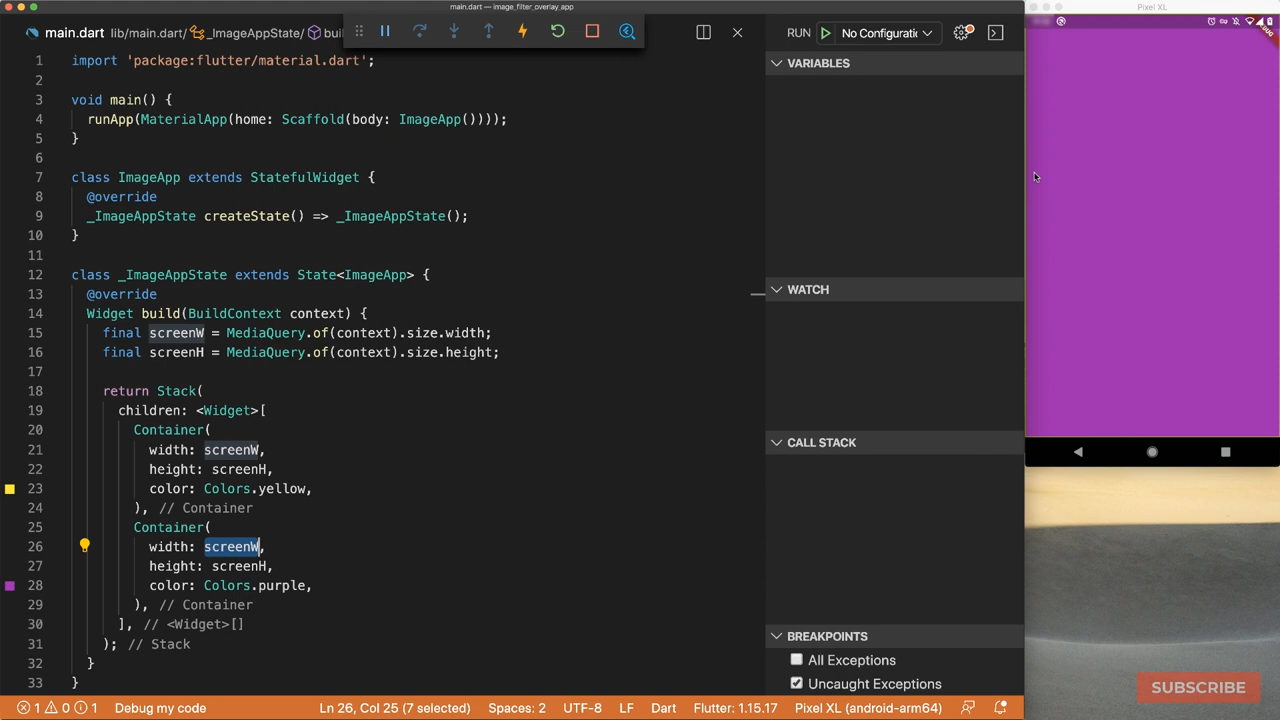 main.dart — image_filter_overlay_app
Pixel XL
main.dart lib/main.dart/ _ImageAppState/ bui
RUN No Configurati
1 import 'package:flutter/material.dart';
2
3 void main() {
4 runApp(MaterialApp(home: Scaffold(body: ImageApp())));
5 }
6
7 class ImageApp extends StatefulWidget {
8 @override
9 _ImageAppState createState() => _ImageAppState();
10 }
11
12 class _ImageAppState extends State<ImageApp> {
13 @override
14 Widget build(BuildContext context) {
15 final screenW = MediaQuery.of(context).size.width;
16 final screenH = MediaQuery.of(context).size.height;
17
18 return Stack(
19 children: <Widget>[
20 Container(
21 width: screenW,
22 height: screenH,
23 color: Colors.yellow,
24 ), // Container
25 Container(
26 width: screenW,
27 height: screenH,
28 color: Colors.purple,
29 ), // Container
30 ], // <Widget>[]
31 ); // Stack
32 }
33 }
VARIABLES
WATCH
CALL STACK
BREAKPOINTS
All Exceptions
Uncaught Exceptions
SUBSCRIBE
1 0 1 Debug my code Ln 26, Col 25 (7 selected) Spaces: 2 UTF-8 LF Dart Flutter: 1.15.17 Pixel XL (android-arm64)